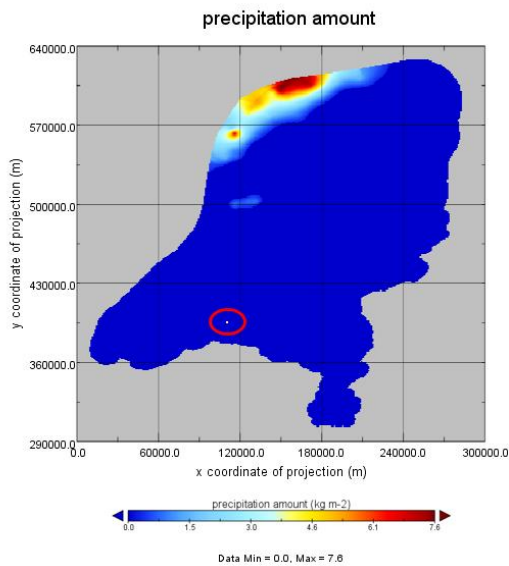 precipitation amount
640000.0
570000.0
500000.0
430000.0
360000.0
290000.0
y coordinate of projection (m)
0.0 60000.0 120000.0 180000.0 240000.0 300000.0
x coordinate of projection (m)
precipitation amount (kg m-2)
0.0 1.5 3.0 4.6 6.1 7.6
Data Min = 0.0, Max = 7.6